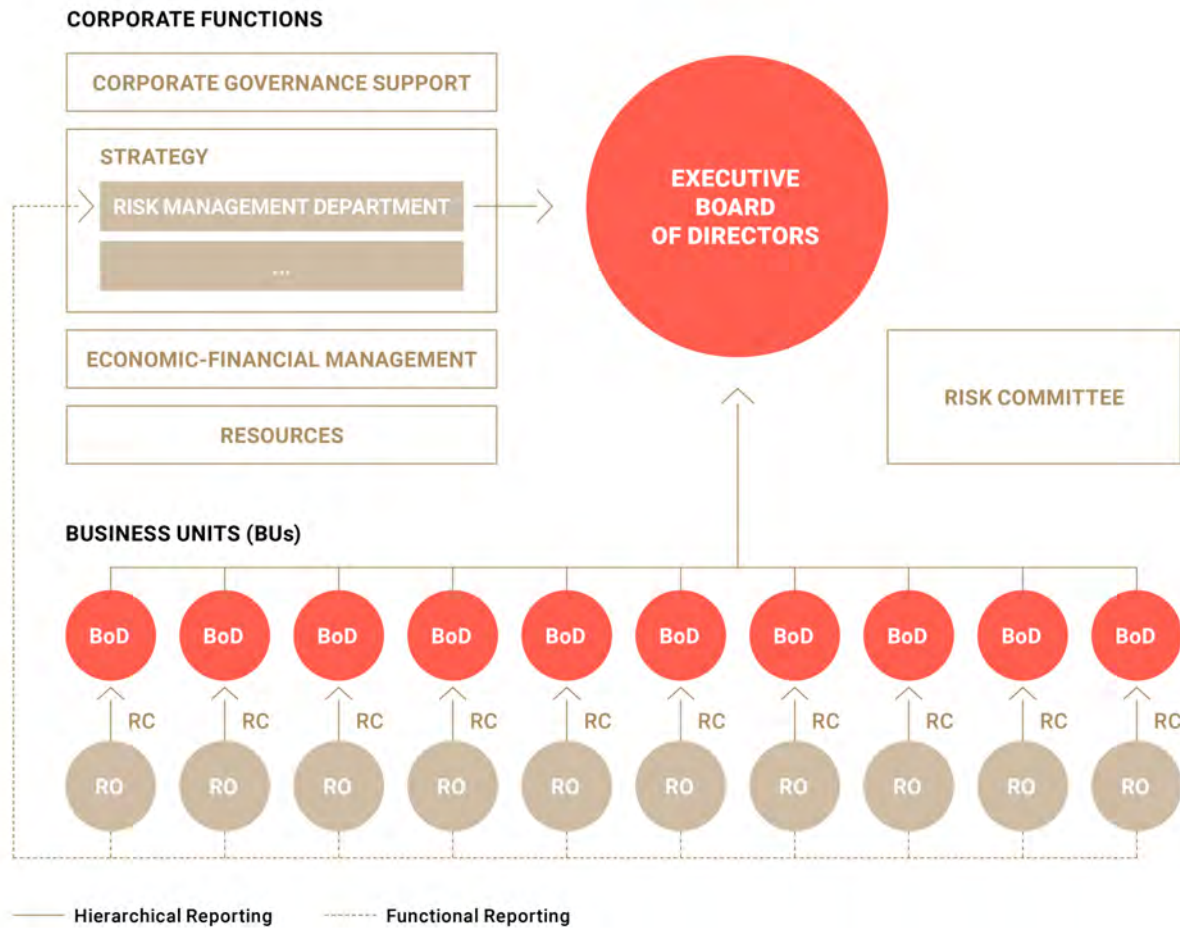 CORPORATE FUNCTIONS
CORPORATE GOVERNANCE SUPPORT
STRATEGY
RISK MANAGEMENT DEPARTMENT
...
ECONOMIC-FINANCIAL MANAGEMENT
RESOURCES
EXECUTIVE
BOARD
OF DIRECTORS
RISK COMMITTEE
BUSINESS UNITS (BUs)
BoD BoD BoD BoD BoD BoD BoD BoD BoD BoD
RC RC RC RC RC RC RC RC RC RC
RO RO RO RO RO RO RO RO RO RO
Hierarchical Reporting
Functional Reporting